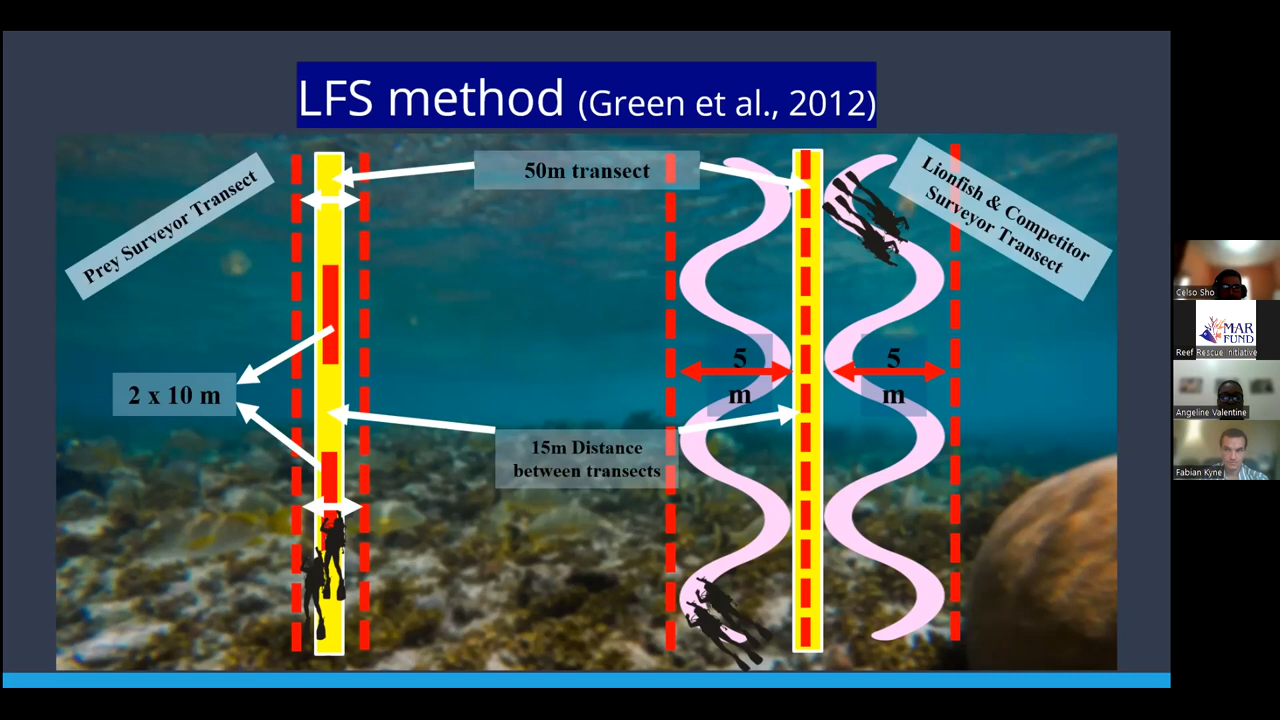 LFS method (Green et al., 2012)
Prey Surveyor Transect
50m transect
Lionfish & Competitor
Surveyor Transect
5
m
5
m
2 x 10 m
15m Distance
between transects
Celso Sho
MAR
FUND
Reef Rescue Initiative
Angeline Valentine
Fabian Kyne